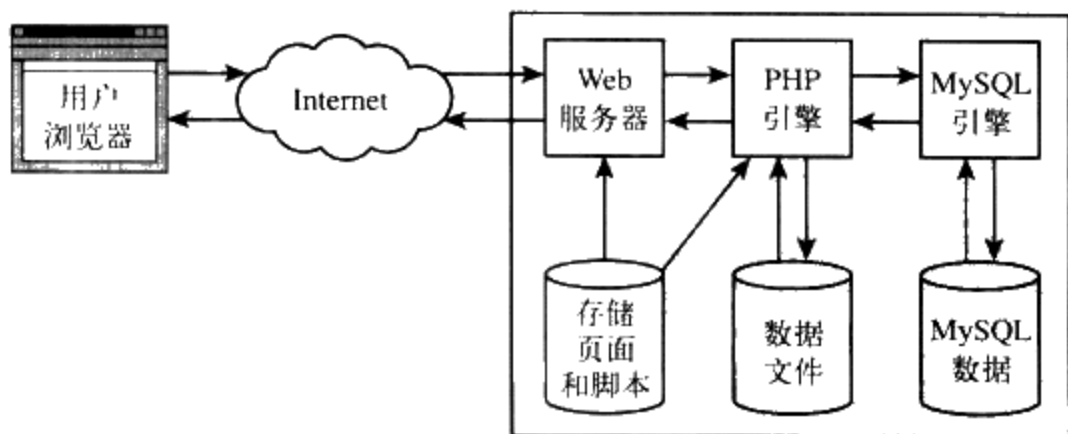 用户
浏览器
Internet
Web
服务器
PHP
引擎
MySQL
引擎
存储
页面
和脚本
数据
文件
MySQL
数据